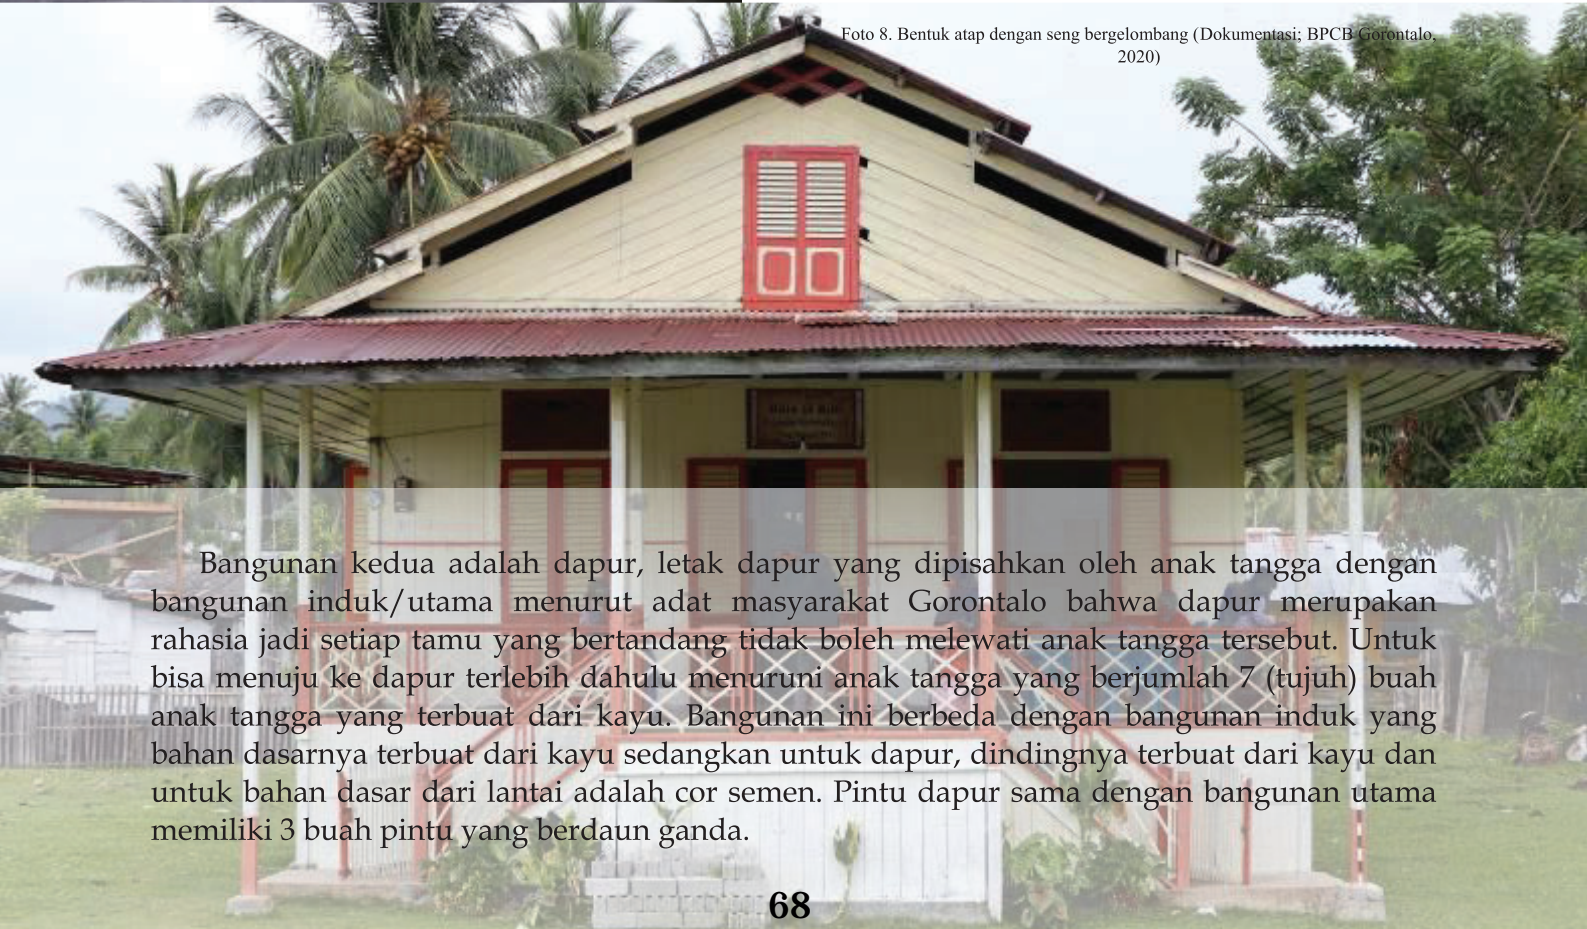 Foto 8. Bentuk atap dengan seng bergelombang (Dokumentasi; BPCB Gorontalo,
2020)
Bangunan kedua adalah dapur, letak dapur yang dipisahkan oleh anak tangga dengan
bangunan induk/utama menurut adat masyarakat Gorontalo bahwa dapur merupakan
rahasia jadi setiap tamu yang bertandang tidak boleh melewati anak tangga tersebut. Untuk
bisa menuju ke dapur terlebih dahulu menuruni anak tangga yang berjumlah 7 (tujuh) buah
anak tangga yang terbuat dari kayu. Bangunan ini berbeda dengan bangunan induk yang
bahan dasarnya terbuat dari kayu sedangkan untuk dapur, dindingnya terbuat dari kayu dan
untuk bahan dasar dari lantai adalah cor semen. Pintu dapur sama dengan bangunan utama
memiliki 3 buah pintu yang berdaun ganda.
68